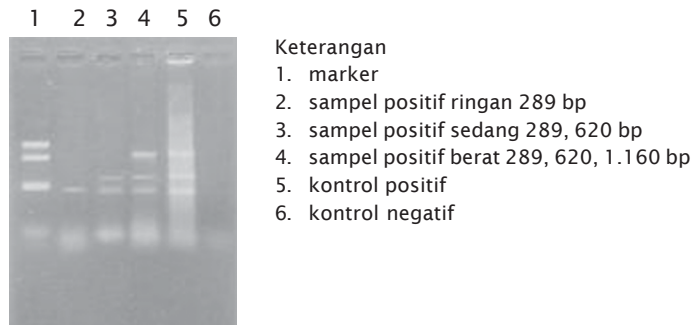 1 2 3 4 5 6
Keterangan
1. marker
2. sampel positif ringan 289 bp
3. sampel positif sedang 289, 620 bp
4. sampel positif berat 289, 620, 1.160 bp
5. kontrol positif
6. kontrol negatif